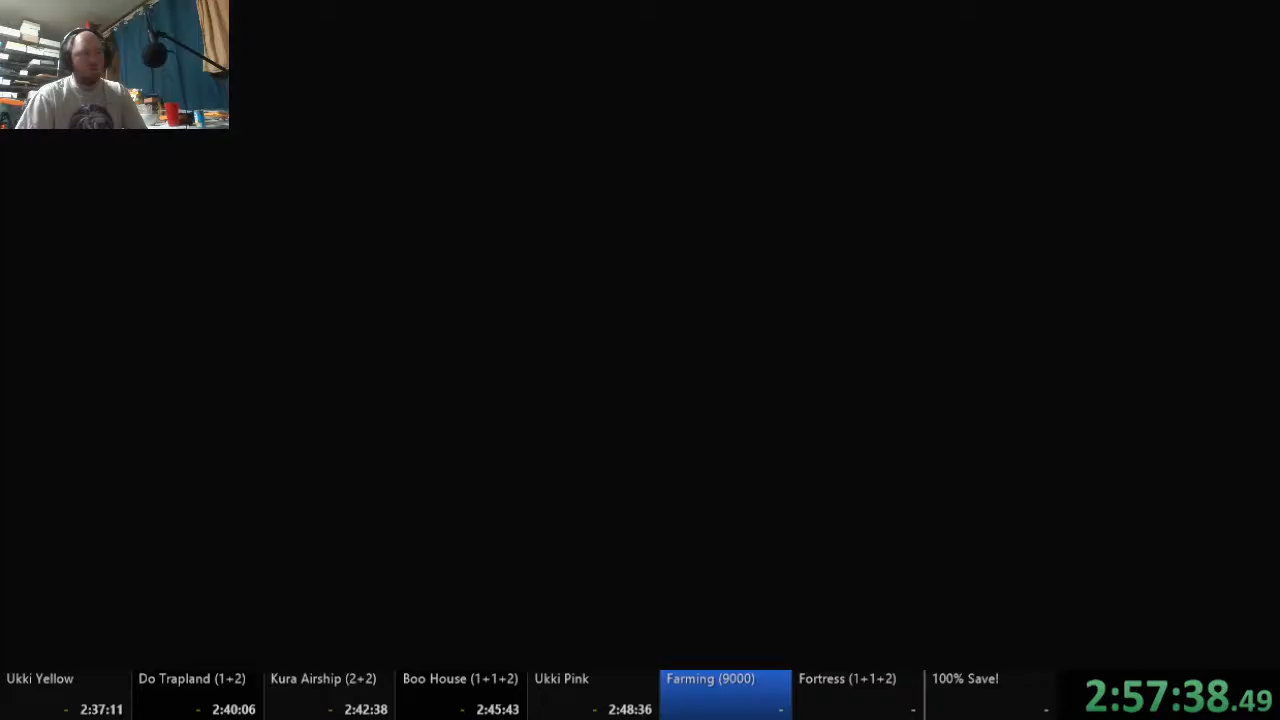 Ukki Yellow
- 2:37:11
Do Trapland (1+2)
- 2:40:06
Kura Airship (2+2)
- 2:42:38
Boo House (1+1+2)
- 2:45:43
Ukki Pink
- 2:48:36
Farming (9000)
-
Fortress (1+1+2)
-
100% Save!
-
2:57:38.49